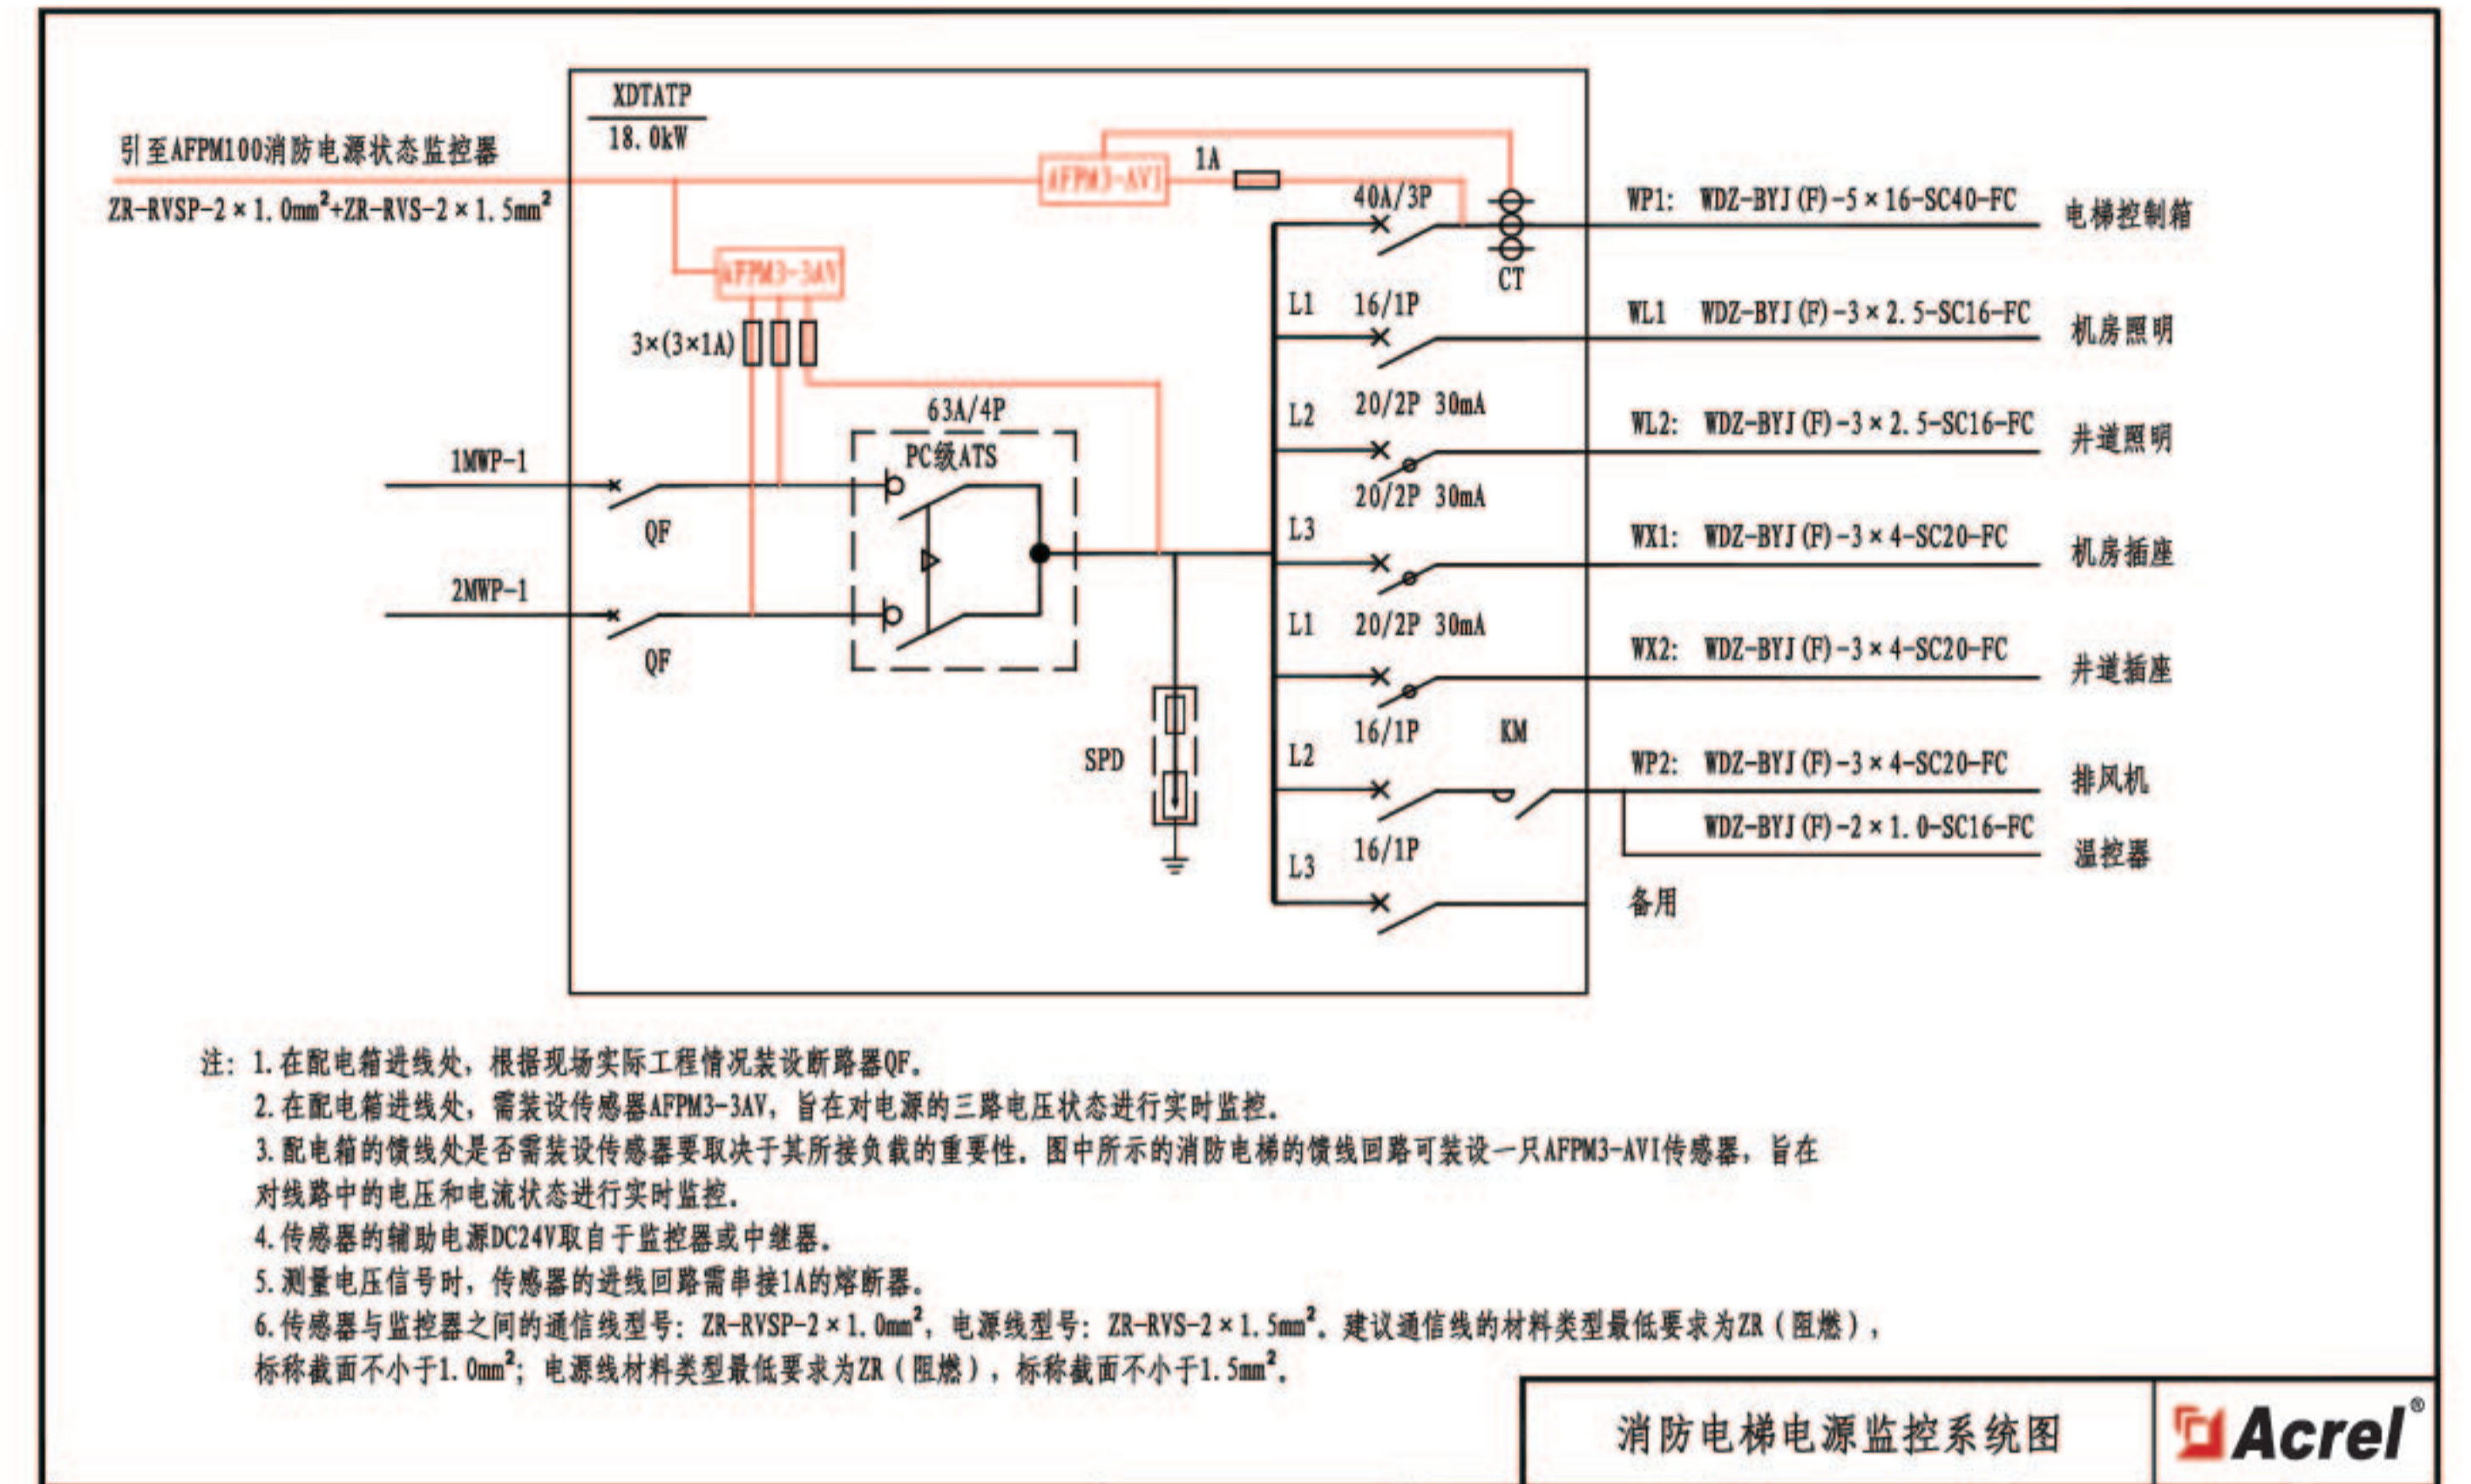 XDTATP
18.0kW
引至AFPM100消防电源状态监控器
ZR-RVSP-2×1.0mm²+ZR-RVS-2×1.5mm²
AFPM3-AVI
1A
AFPM3-3AV
3×(3×1A)
63A/4P
PC级ATS
1MWP-1
QF
2MWP-1
QF
SPD
40A/3P
CT
WP1: WDZ-BYJ(F)-5×16-SC40-FC 电梯控制箱
L1 16/1P WL1 WDZ-BYJ(F)-3×2.5-SC16-FC 机房照明
L2 20/2P 30mA WL2: WDZ-BYJ(F)-3×2.5-SC16-FC 井道照明
L3 20/2P 30mA WX1: WDZ-BYJ(F)-3×4-SC20-FC 机房插座
L1 20/2P 30mA WX2: WDZ-BYJ(F)-3×4-SC20-FC 井道插座
L2 16/1P KM WP2: WDZ-BYJ(F)-3×4-SC20-FC 排风机
WDZ-BYJ(F)-2×1.0-SC16-FC 温控器
L3 16/1P 备用
注: 1.在配电箱进线处，根据现场实际工程情况装设断路器QF。
2.在配电箱进线处，需装设传感器AFPM3-3AV，旨在对电源的三路电压状态进行实时监控。
3.配电箱的馈线处是否需装设传感器要取决于其所接负载的重要性。图中所示的消防电梯的馈线回路可装设一只AFPM3-AVI传感器，旨在
对线路中的电压和电流状态进行实时监控。
4.传感器的辅助电源DC24V取自于监控器或中继器。
5.测量电压信号时，传感器的进线回路需串接1A的熔断器。
6.传感器与监控器之间的通信线型号: ZR-RVSP-2×1.0mm²，电源线型号: ZR-RVS-2×1.5mm²。建议通信线的材料类型最低要求为ZR（阻燃），
标称截面不小于1.0mm²；电源线材料类型最低要求为ZR（阻燃），标称截面不小于1.5mm²。
消防电梯电源监控系统图
Acrel®